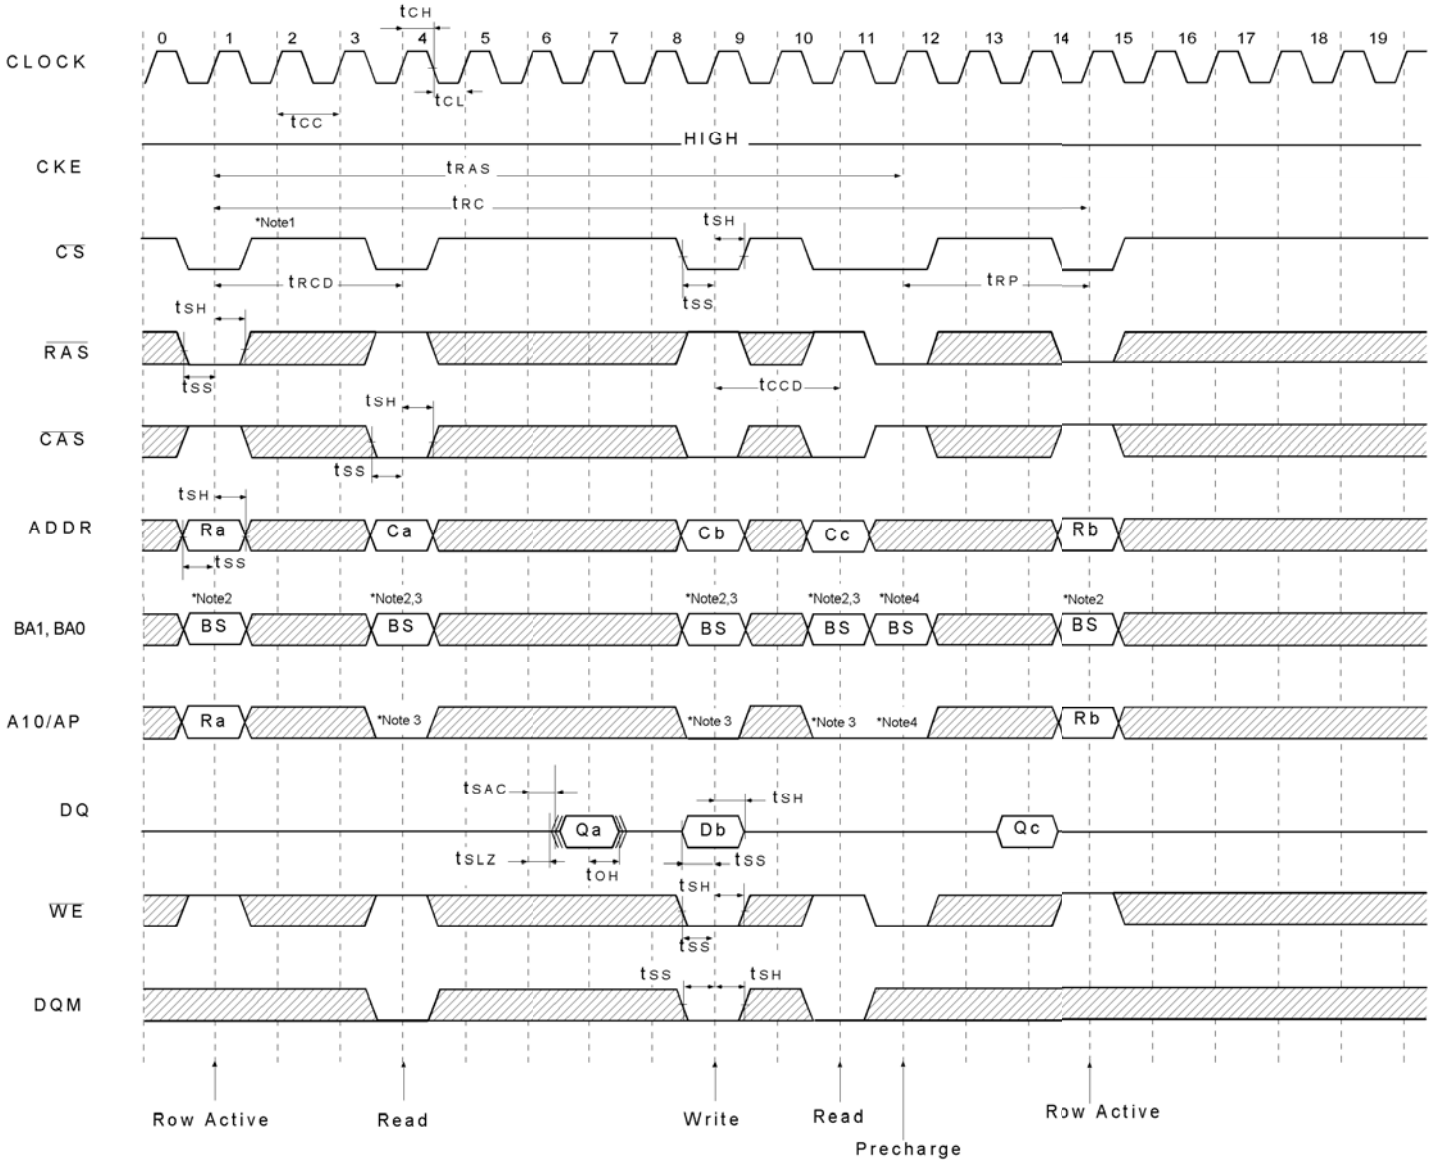 tCH
0 1 2 3 4 5 6 7 8 9 10 11 12 13 14 15 16 17 18 19
CLOCK
tCL
tCC
HIGH
CKE
tRAS
tRC
*Note1
tSH
CS
tRCD
tRP
tSH
tSS
RAS
tSS
tCCD
tSH
CAS
tSS
tSH
ADDR
Ra Ca Cb Cc Rb
tSS
*Note2 *Note2,3 *Note2,3 *Note2,3 *Note4 *Note2
BA1, BA0
BS BS BS BS BS BS
A10/AP
Ra *Note 3 *Note 3 *Note 3 *Note4 Rb
tSAC
tSH
DQ
Qa Db Qc
tSLZ
tOH
tSS
tSH
WE
tSS
tSS tSH
DQM
Row Active Read Write Read Row Active
Precharge